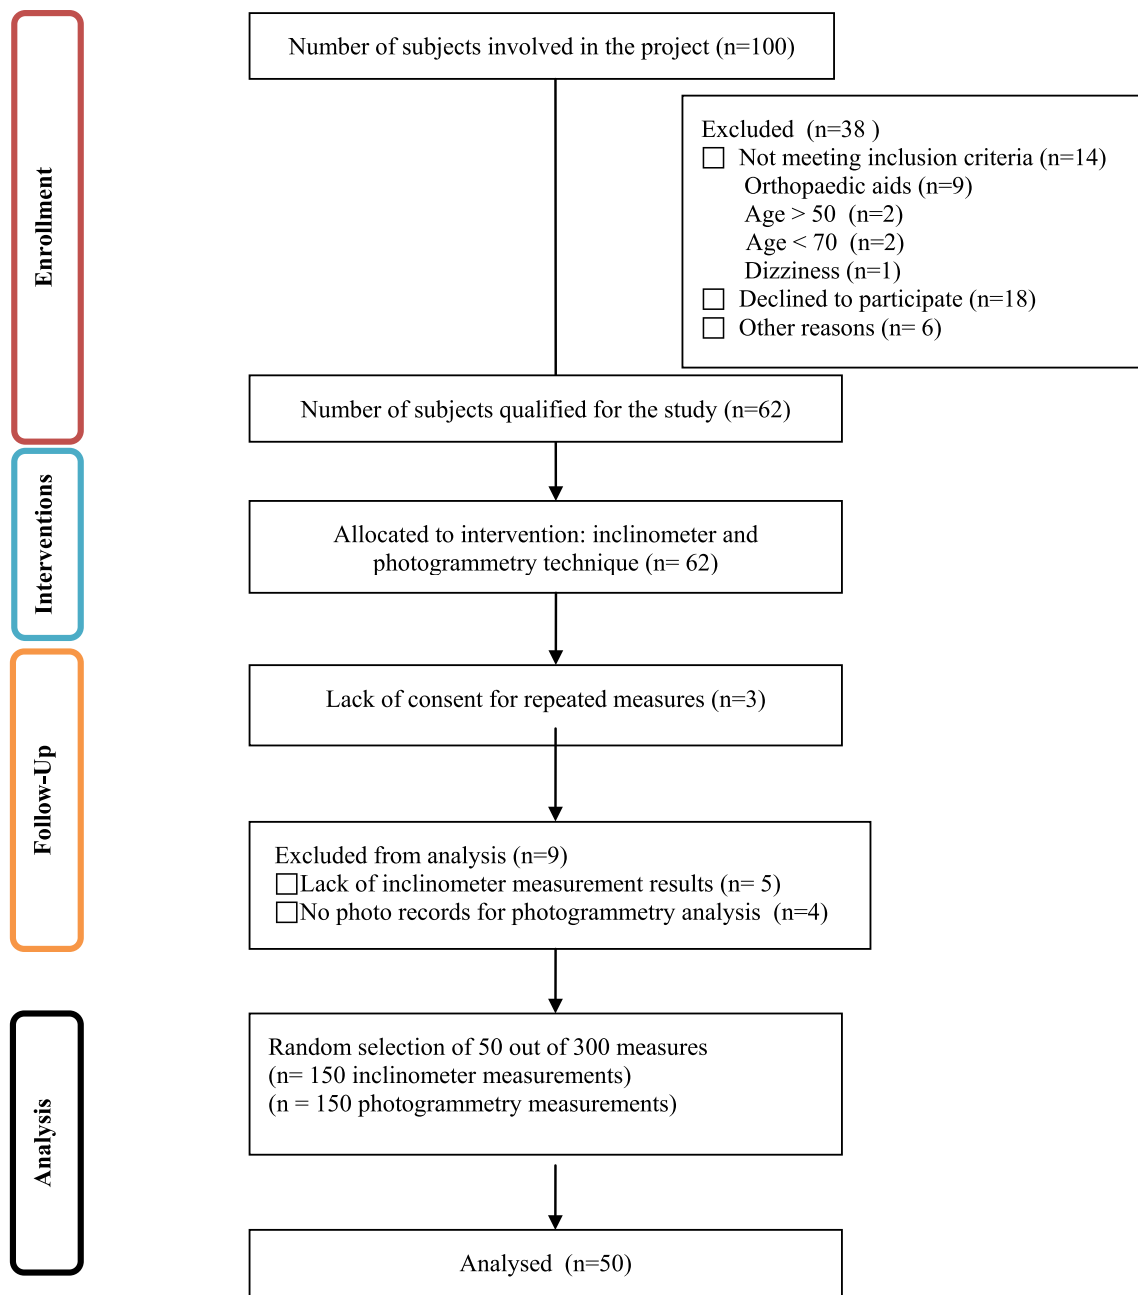 Enrollment
Number of subjects involved in the project (n=100)
Excluded (n=38 )
Not meeting inclusion criteria (n=14)
Orthopaedic aids (n=9)
Age > 50 (n=2)
Age < 70 (n=2)
Dizziness (n=1)
Declined to participate (n=18)
Other reasons (n= 6)
Number of subjects qualified for the study (n=62)
Interventions
Allocated to intervention: inclinometer and
photogrammetry technique (n= 62)
Follow-Up
Lack of consent for repeated measures (n=3)
Excluded from analysis (n=9)
Lack of inclinometer measurement results (n= 5)
No photo records for photogrammetry analysis (n=4)
Analysis
Random selection of 50 out of 300 measures
(n= 150 inclinometer measurements)
(n = 150 photogrammetry measurements)
Analysed (n=50)